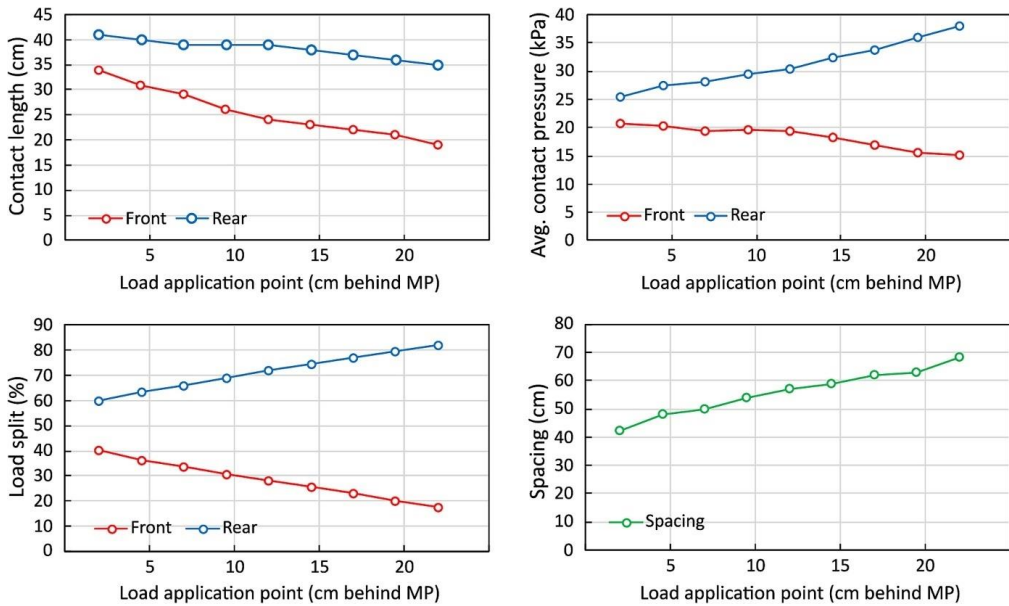 Contact length (cm)
45
40
35
30
25
20
15
10
5
0
Front Rear
5 10 15 20
Load application point (cm behind MP)
Avg. contact pressure (kPa)
40
35
30
25
20
15
10
5
0
Front Rear
5 10 15 20
Load application point (cm behind MP)
Load split (%)
90
80
70
60
50
40
30
20
10
0
Front Rear
5 10 15 20
Load application point (cm behind MP)
Spacing (cm)
80
70
60
50
40
30
20
10
0
Spacing
5 10 15 20
Load application point (cm behind MP)